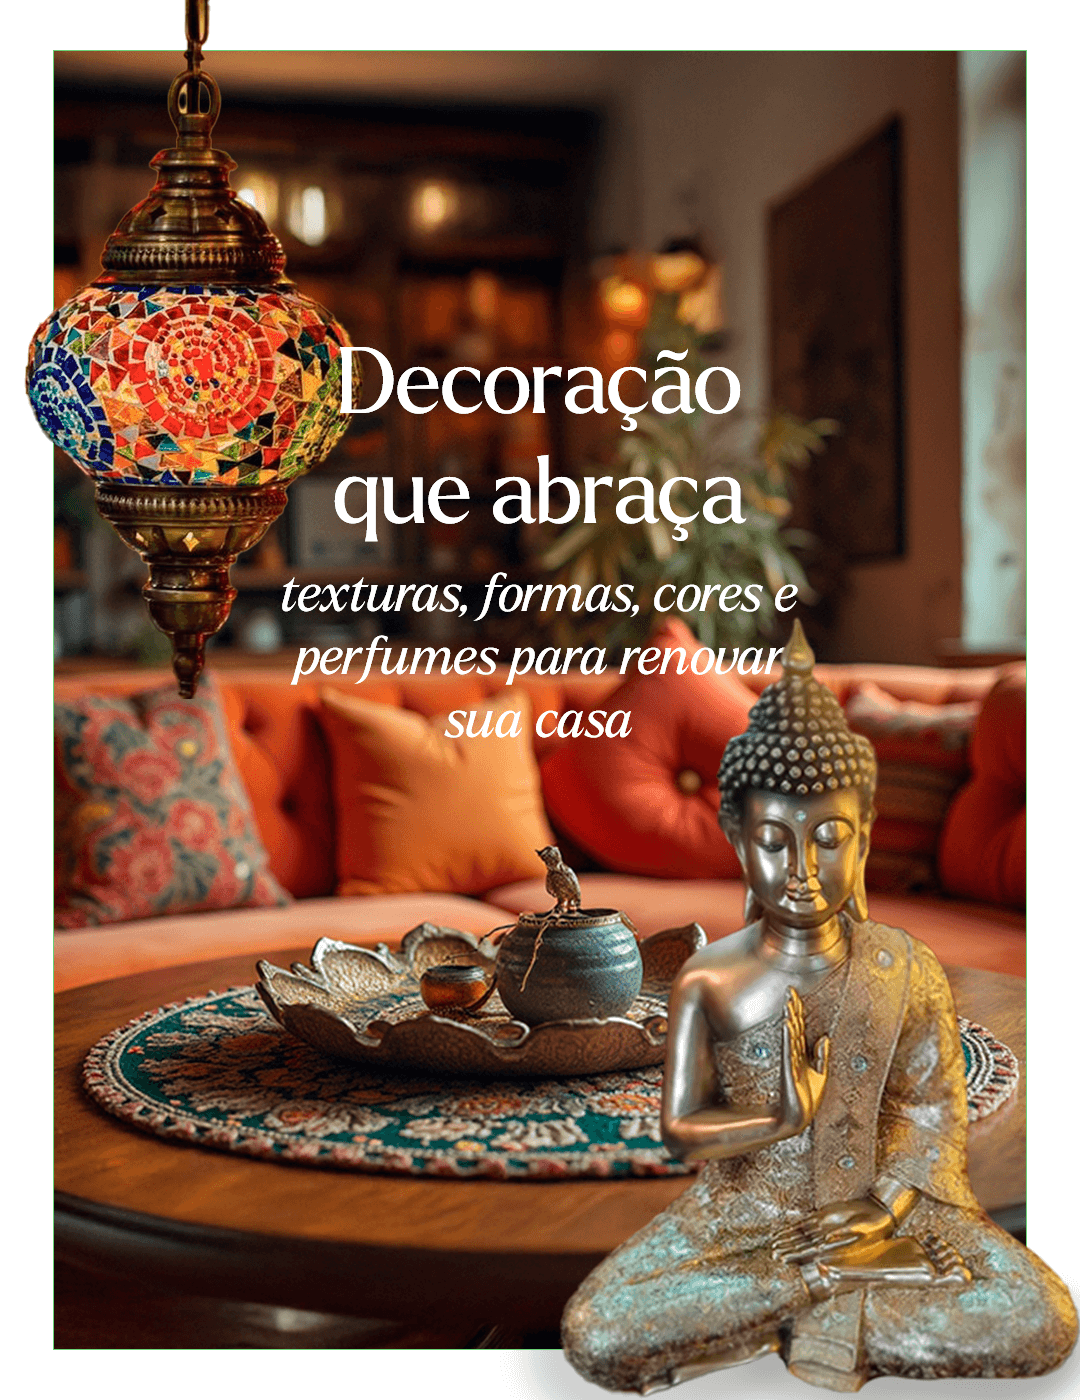 Decoração
que abraça
texturas, formas, cores e
perfumes para renovar
sua casa